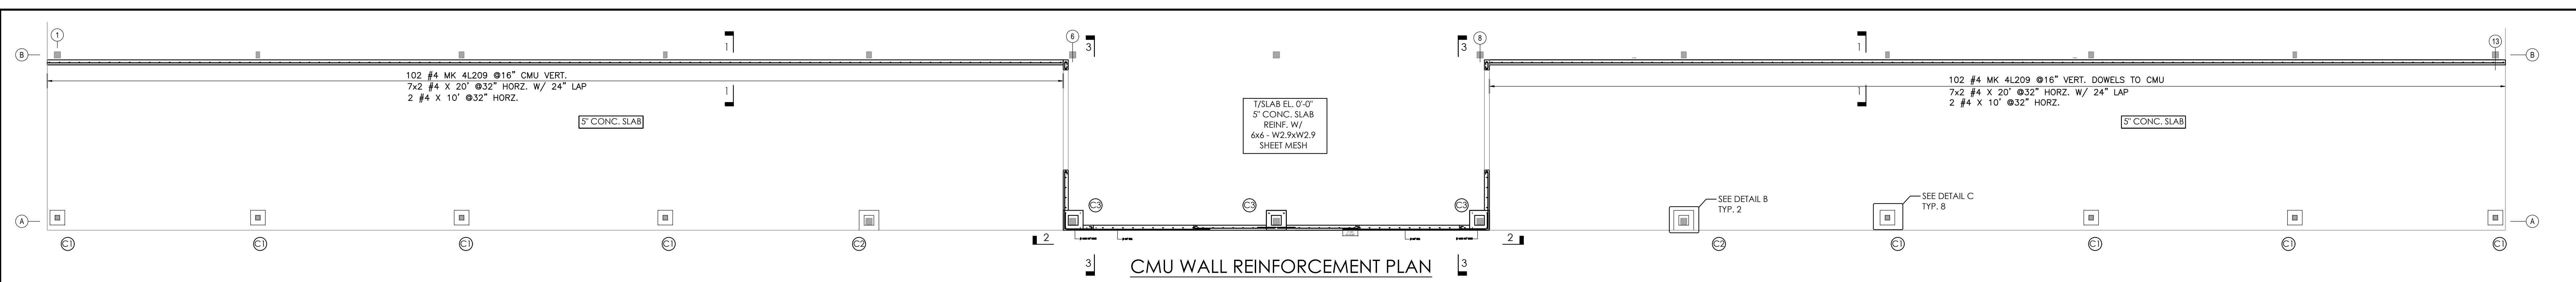 1
6
8
13
B
B
1
3
3
1
102 #4 MK 4L209 @16" CMU VERT.
7x2 #4 X 20' @32" HORZ. W/ 24" LAP
2 #4 X 10' @32" HORZ.
1
102 #4 MK 4L209 @16" VERT. DOWELS TO CMU
7x2 #4 X 20' @32" HORZ. W/ 24" LAP
2 #4 X 10' @32" HORZ.
1
5" CONC. SLAB
T/SLAB EL. 0'-0"
5" CONC. SLAB
REINF. W/
6x6 - W2.9xW2.9
SHEET MESH
5" CONC. SLAB
C3
C3
C3
SEE DETAIL B
TYP. 2
SEE DETAIL C
TYP. 8
A
A
C1
C1
C1
C1
C2
2
2
C2
C1
C1
C1
C1
3
3
CMU WALL REINFORCEMENT PLAN